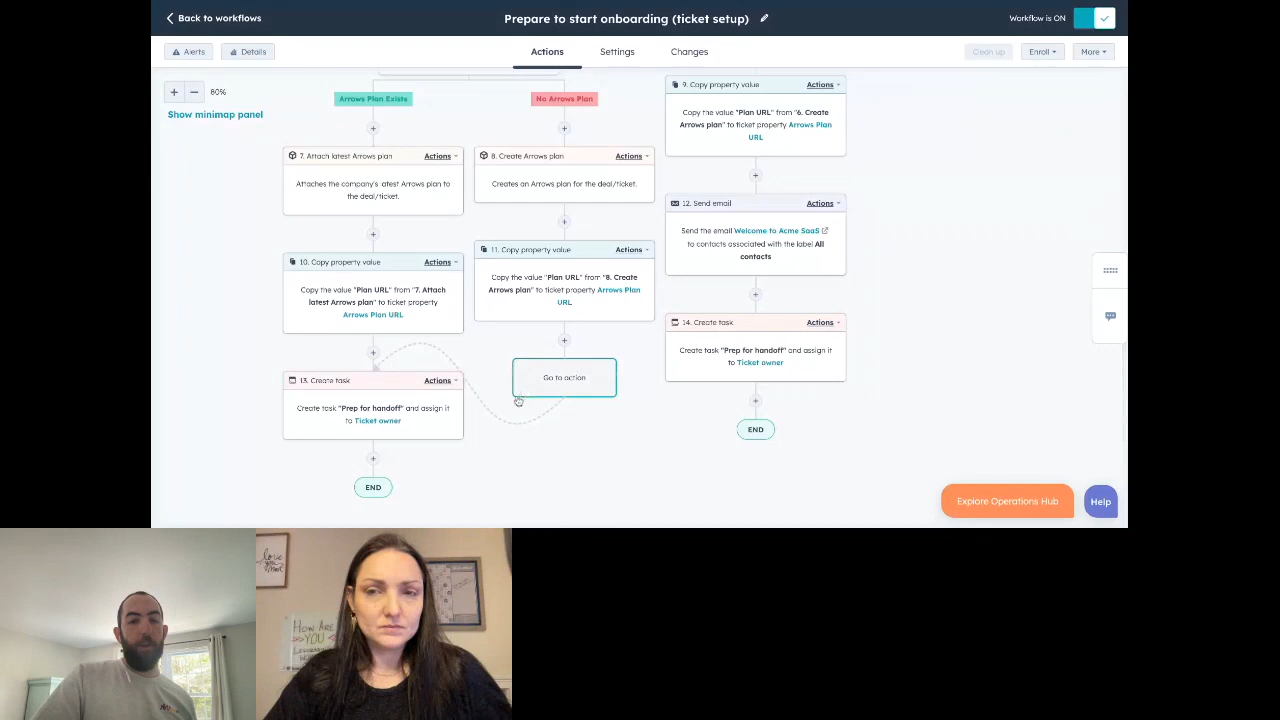 Back to workflows
Prepare to start onboarding (ticket setup)
Workflow is ON
Alerts
Details
Actions
Settings
Changes
Clean up
Enroll
More
80%
Show minimap panel
Arrows Plan Exists
No Arrows Plan
7. Attach latest Arrows plan
Actions
Attaches the company's latest Arrows plan to
the deal/ticket.
10. Copy property value
Actions
Copy the value "Plan URL" from "7. Attach
latest Arrows plan" to ticket property
Arrows Plan URL
13. Create task
Actions
Create task "Prep for handoff" and assign it
to Ticket owner
END
8. Create Arrows plan
Actions
Creates an Arrows plan for the deal/ticket.
11. Copy property value
Actions
Copy the value "Plan URL" from "8. Create
Arrows plan" to ticket property Arrows Plan
URL
Go to action
9. Copy property value
Actions
Copy the value "Plan URL" from "6. Create
Arrows plan" to ticket property Arrows Plan
URL
12. Send email
Actions
Send the email Welcome to Acme SaaS
to contacts associated with the label All
contacts
14. Create task
Actions
Create task "Prep for handoff" and assign it
to Ticket owner
END
Explore Operations Hub
Help
love
you
most
HOW ARE
YOU